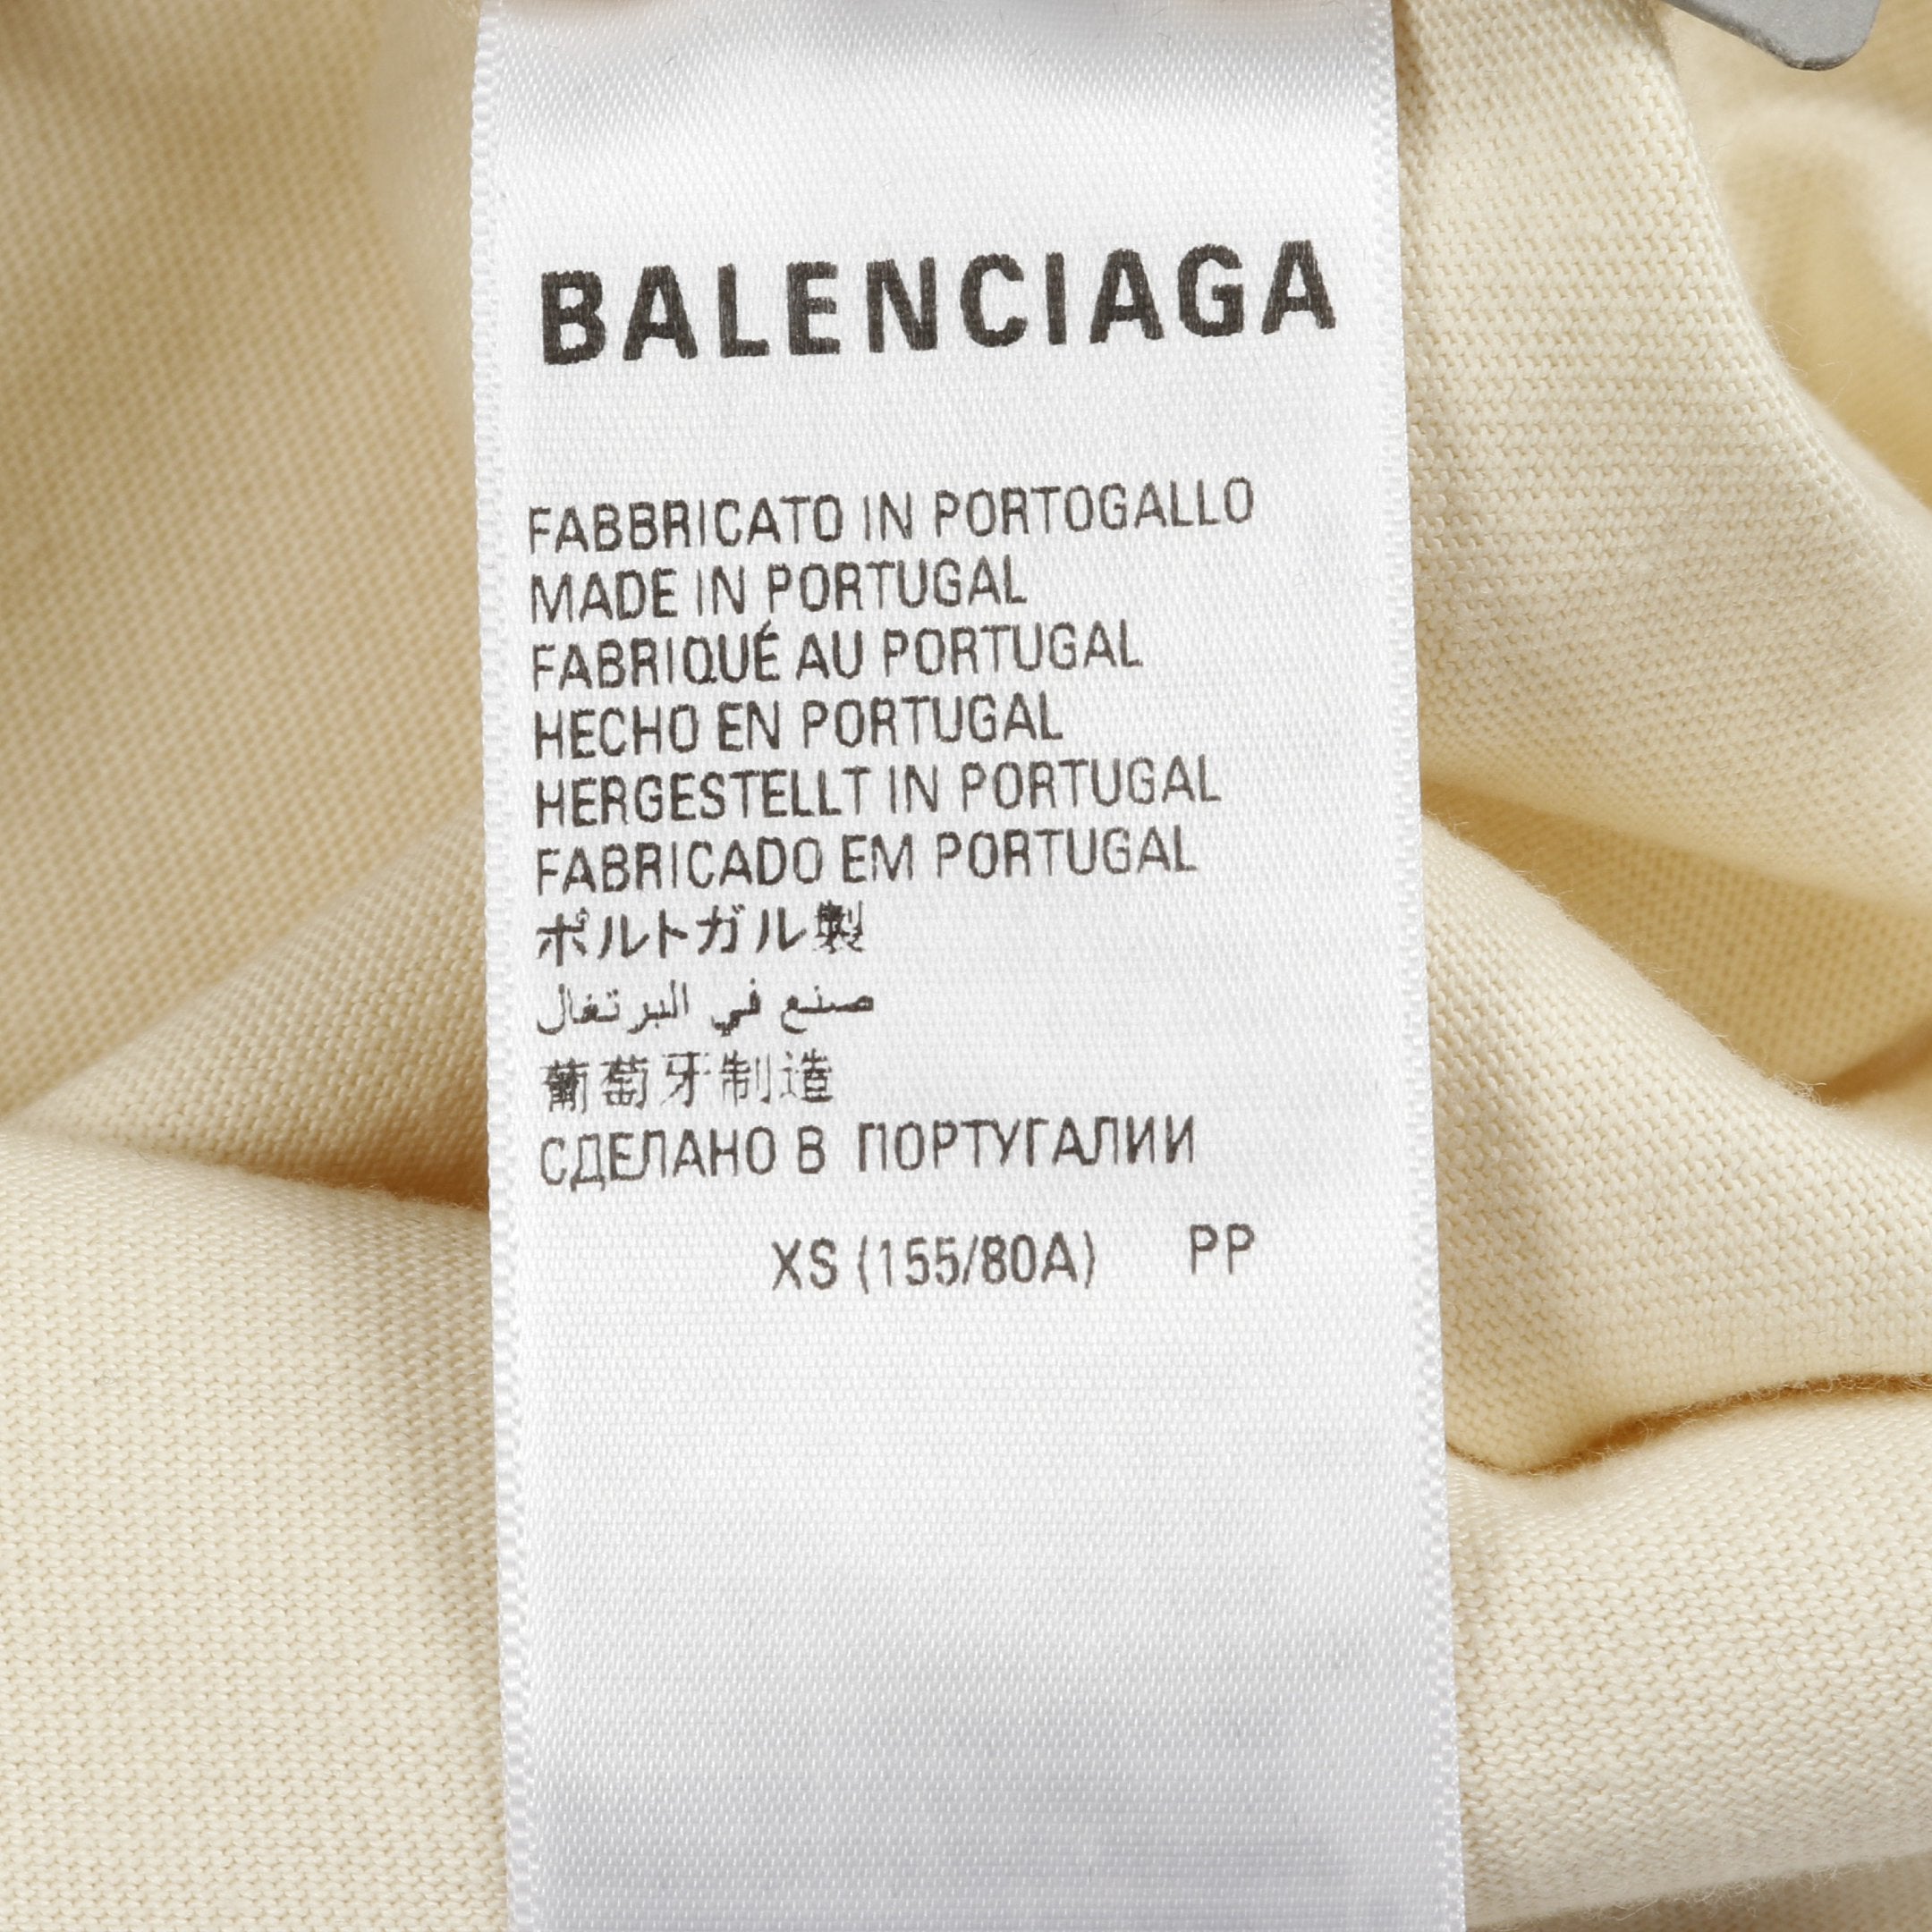 BALENCIAGA
FABBRICATO IN PORTOGALLO
MADE IN PORTUGAL
FABRIQUÉ AU PORTUGAL
HECHO EN PORTUGAL
HERGESTELLT IN PORTUGAL
FABRICADO EM PORTUGAL
ポルトガル製
صنع في البرتغال
葡萄牙制造
СДЕЛАНО В ПОРТУГАЛИИ
XS (155/80A) PP